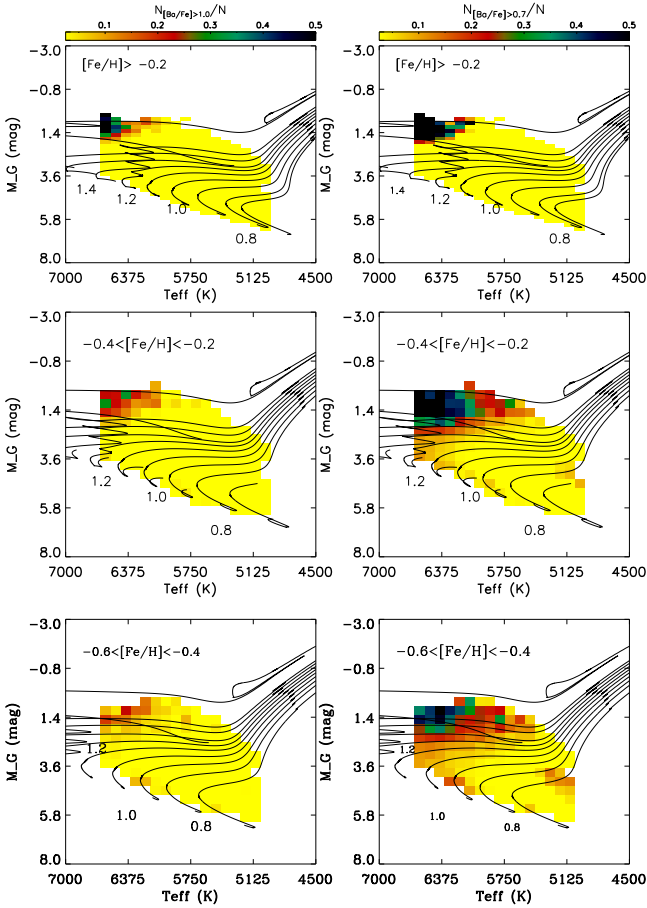 N[Ba/Fe]>1.0/N
N[Ba/Fe]>0.7/N
0.1 0.2 0.3 0.4 0.5
0.1 0.2 0.3 0.4 0.5
−3.0
−0.8
1.4
3.6
5.8
8.0
M_G (mag)
[Fe/H]> −0.2
1.4
1.2
1.0
0.8
7000 6375 5750 5125 4500
Teff (K)
−3.0
−0.8
1.4
3.6
5.8
8.0
M_G (mag)
[Fe/H]> −0.2
1.4
1.2
1.0
0.8
7000 6375 5750 5125 4500
Teff (K)
−3.0
−0.8
1.4
3.6
5.8
8.0
M_G (mag)
−0.4<[Fe/H]<−0.2
1.2
1.0
0.8
7000 6375 5750 5125 4500
Teff (K)
−3.0
−0.8
1.4
3.6
5.8
8.0
M_G (mag)
−0.4<[Fe/H]<−0.2
1.2
1.0
0.8
7000 6375 5750 5125 4500
Teff (K)
−3.0
−0.8
1.4
3.6
5.8
8.0
M_G (mag)
−0.6<[Fe/H]<−0.4
1.2
1.0
0.8
7000 6375 5750 5125 4500
Teff (K)
−3.0
−0.8
1.4
3.6
5.8
8.0
M_G (mag)
−0.6<[Fe/H]<−0.4
1.2
1.0
0.8
7000 6375 5750 5125 4500
Teff (K)